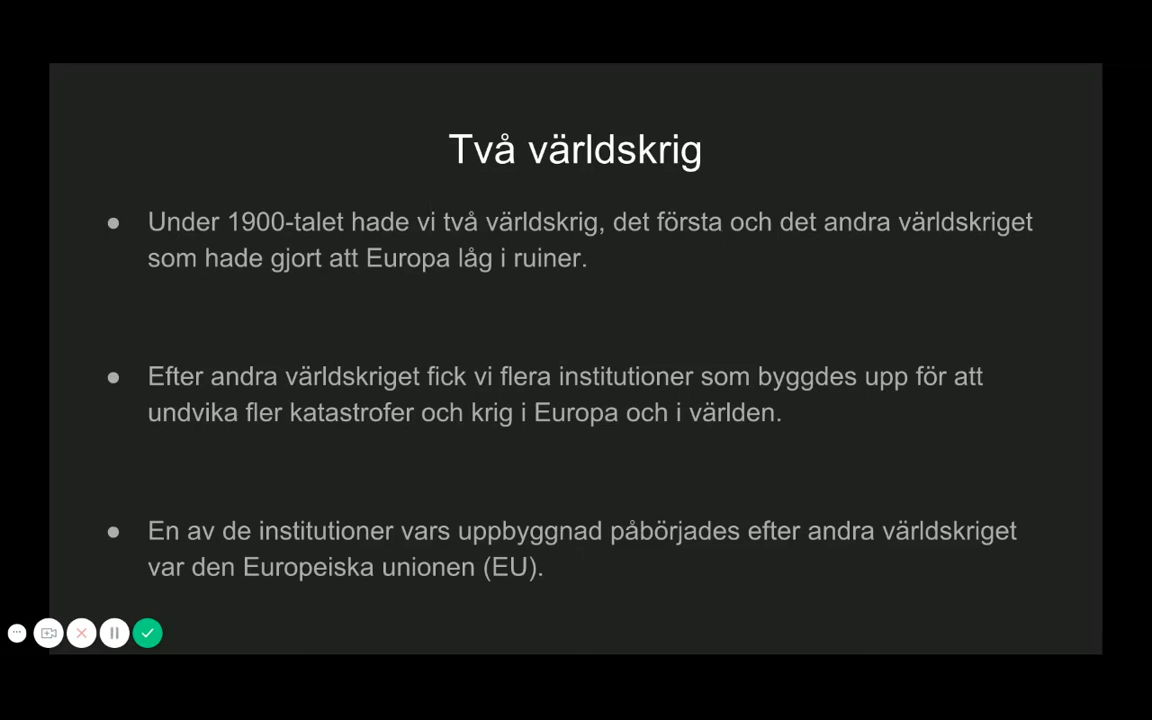 Två världskrig
● Under 1900-talet hade vi två världskrig, det första och det andra världskriget
som hade gjort att Europa låg i ruiner.
● Efter andra världskriget fick vi flera institutioner som byggdes upp för att
undvika fler katastrofer och krig i Europa och i världen.
● En av de institutioner vars uppbyggnad påbörjades efter andra världskriget
var den Europeiska unionen (EU).